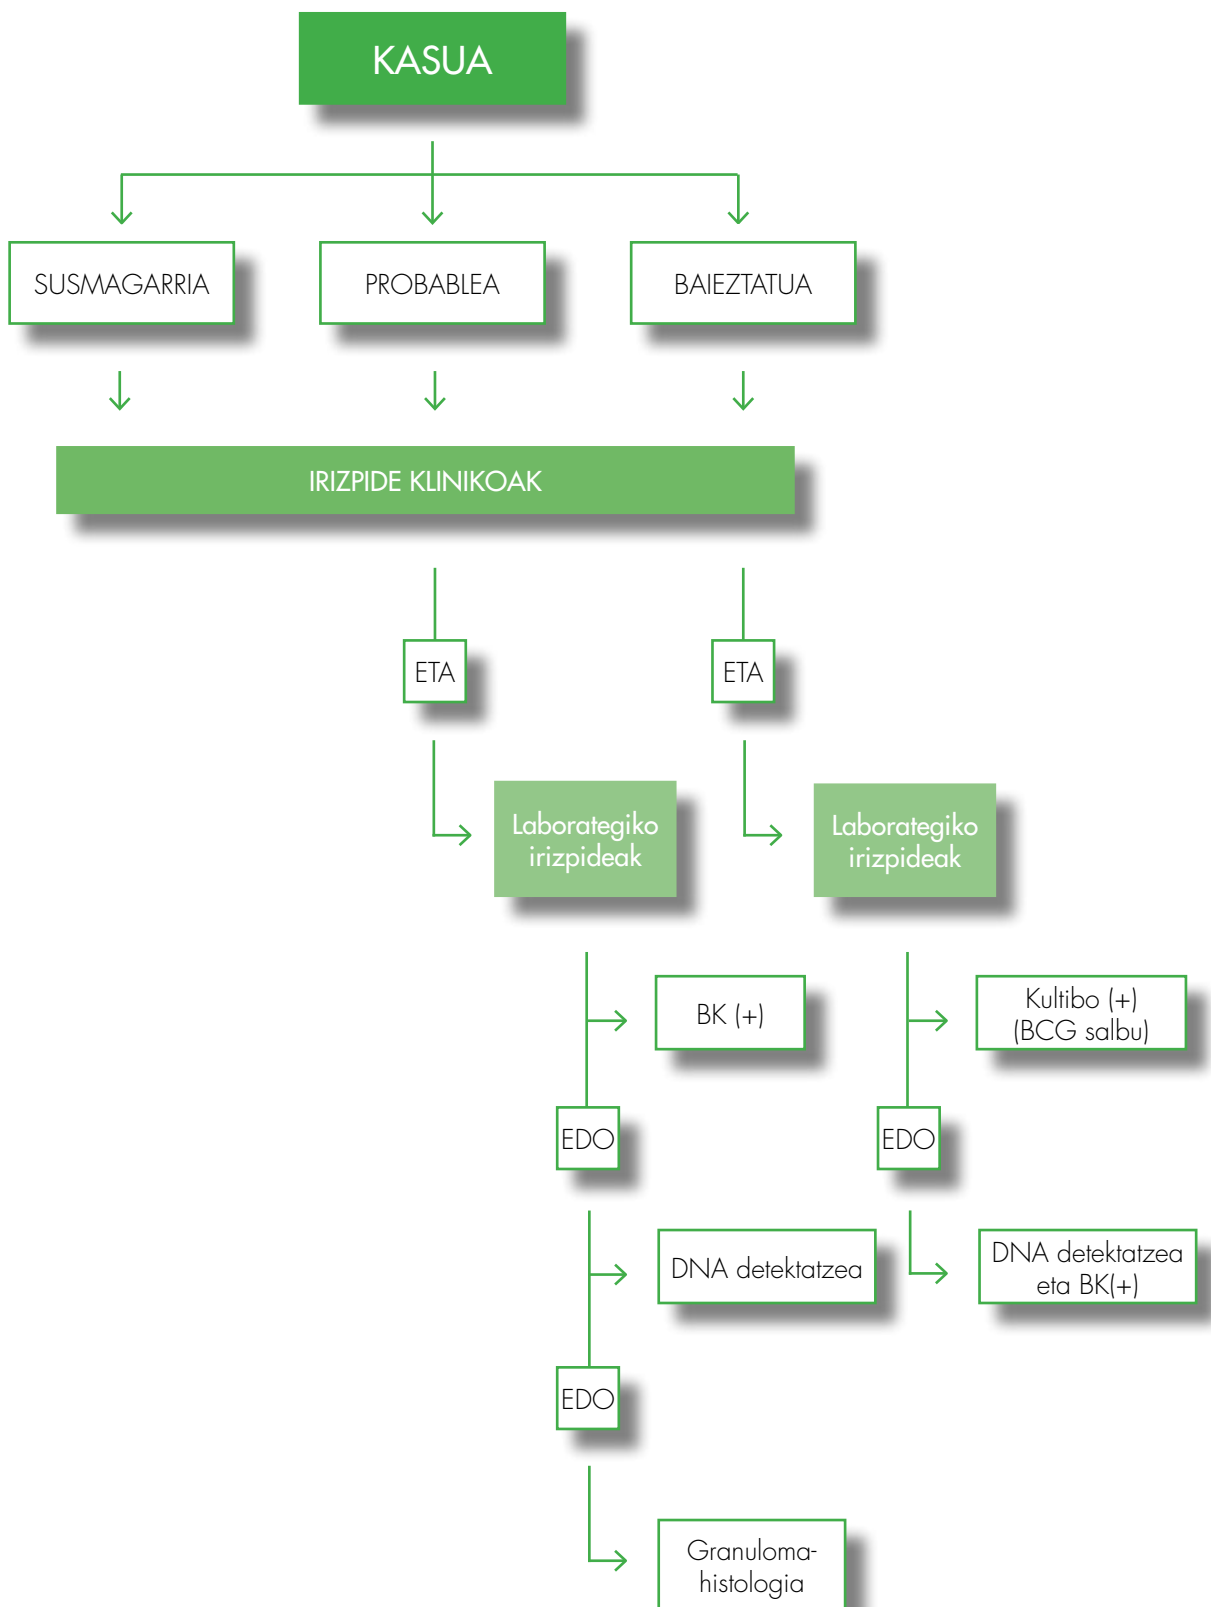 KASUA
SUSMAGARRIA
PROBABLEA
BAIEZTATUA
IRIZPIDE KLINIKOAK
ETA
ETA
Laborategiko
irizpideak
Laborategiko
irizpideak
BK (+)
Kultibo (+)
(BCG salbu)
EDO
EDO
DNA detektatzea
DNA detektatzea
eta BK(+)
EDO
Granuloma-
histologia